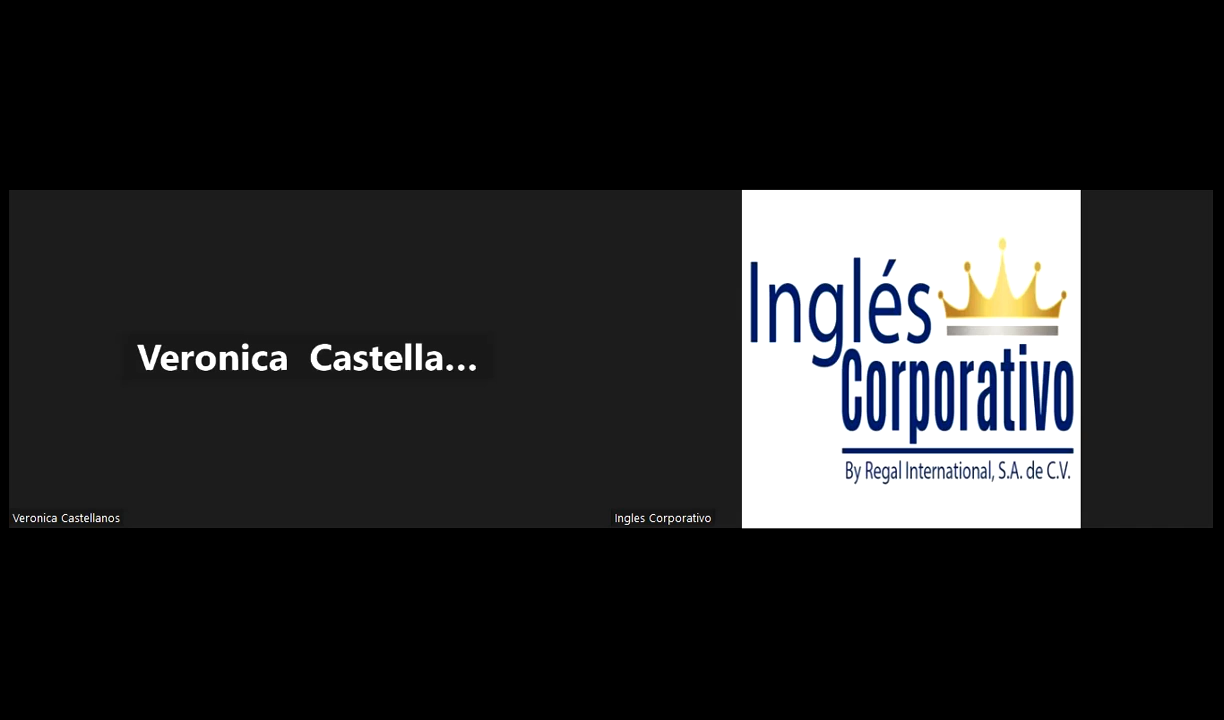 Veronica Castella...
Veronica Castellanos
Inglés
Corporativo
By Regal International, S.A. de C.V.
Ingles Corporativo